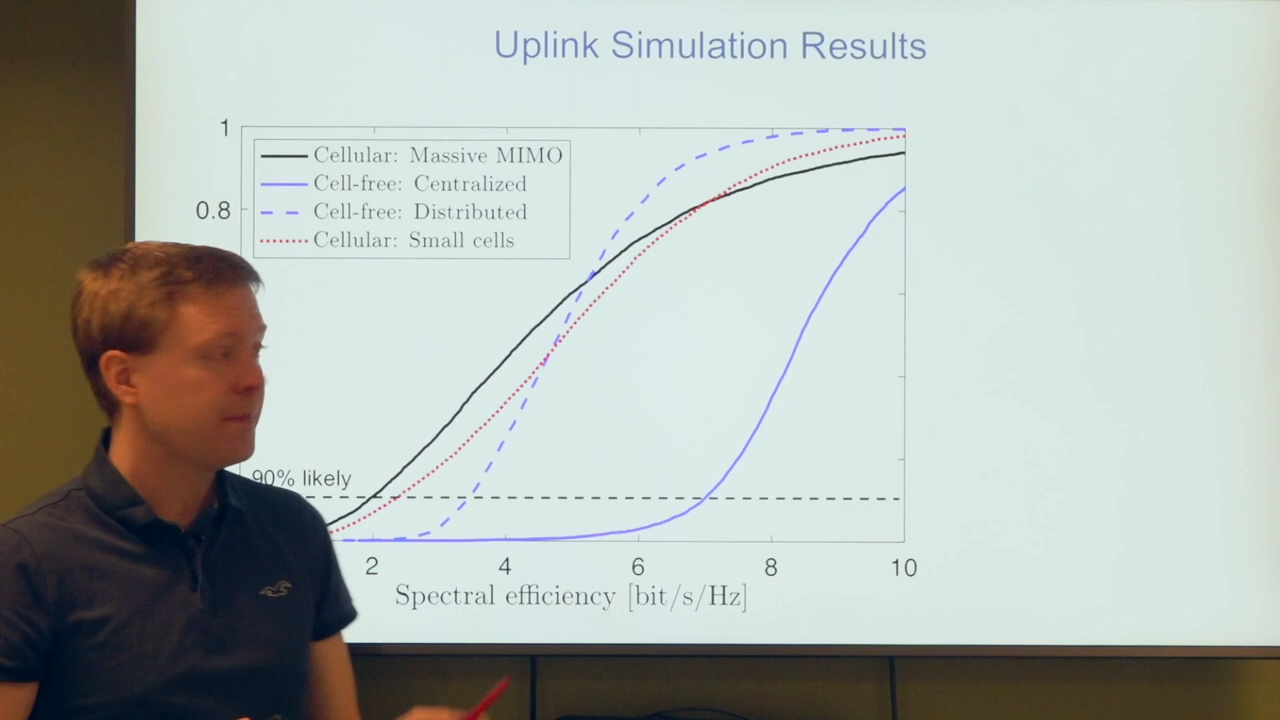 Uplink Simulation Results
1
Cellular: Massive MIMO
Cell-free: Centralized
0.8
Cell-free: Distributed
Cellular: Small cells
90% likely
2 4 6 8 10
Spectral efficiency [bit/s/Hz]